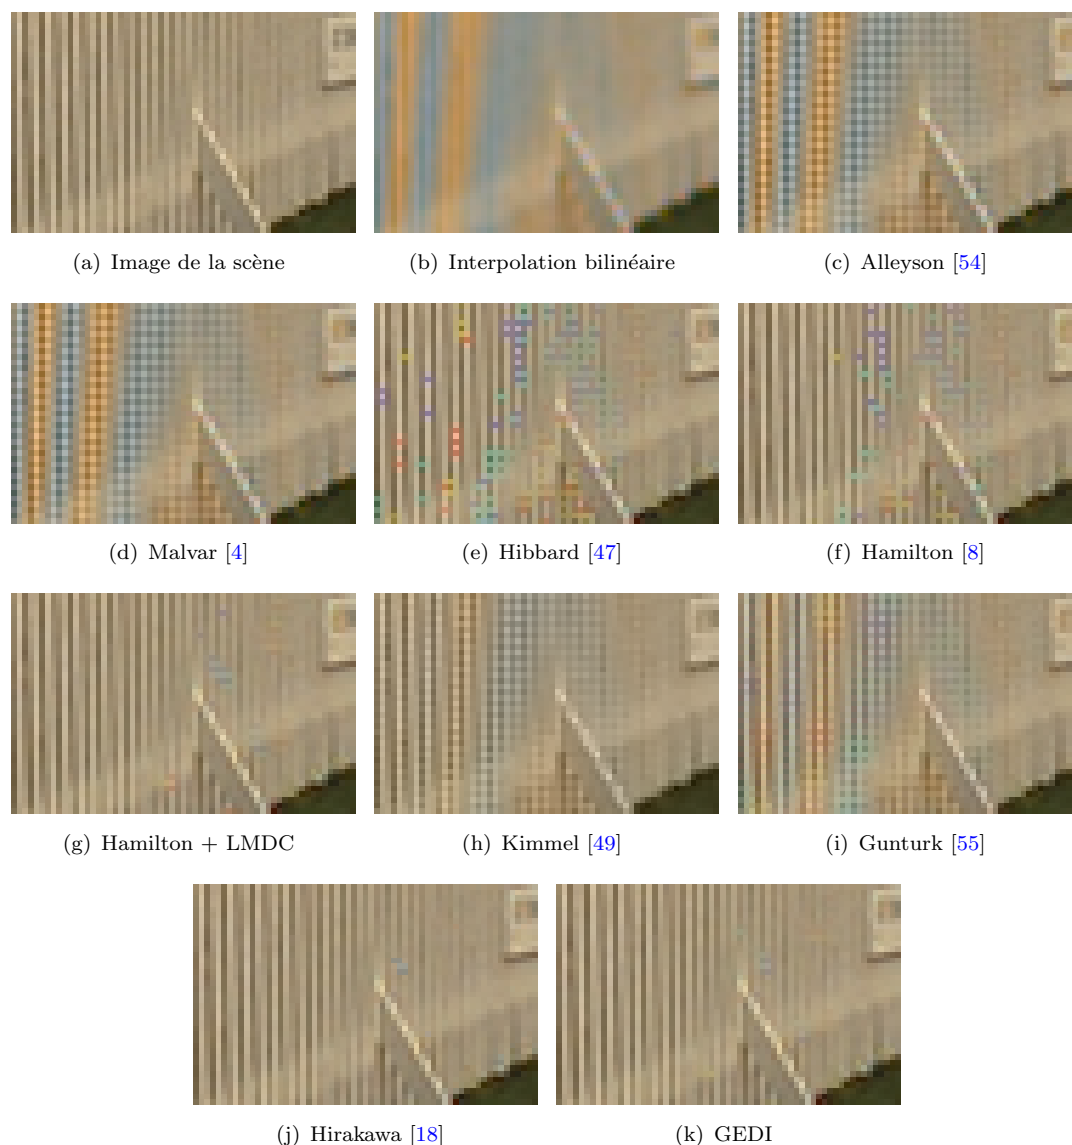 (a) Image de la scène
(b) Interpolation bilinéaire
(c) Alleyson [54]
(d) Malvar [4]
(e) Hibbard [47]
(f) Hamilton [8]
(g) Hamilton + LMDC
(h) Kimmel [49]
(i) Gunturk [55]
(j) Hirakawa [18]
(k) GEDI